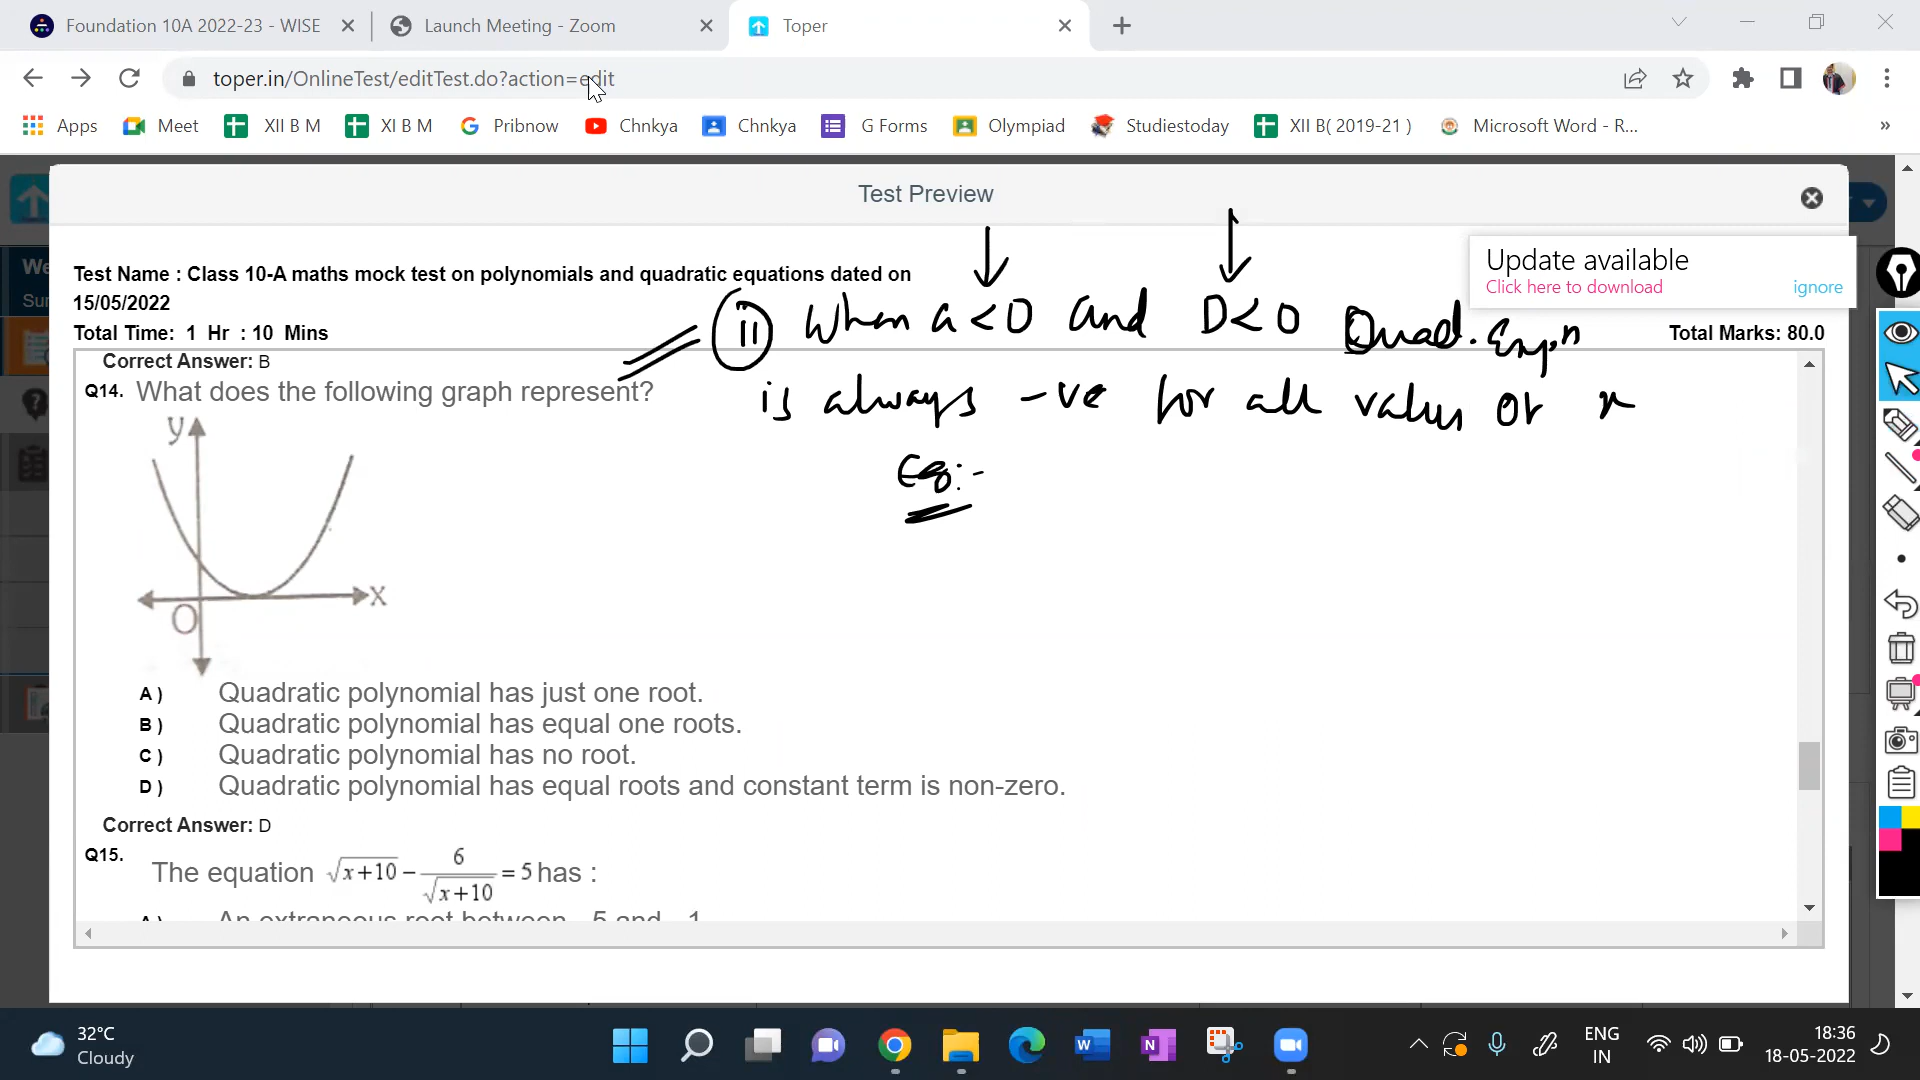 Foundation 10A 2022-23 - WISE
Launch Meeting - Zoom
Toper
toper.in/OnlineTest/editTest.do?action=edit
Apps Meet XII B M XI B M Pribnow Chnkya Chnkya G Forms Olympiad Studiestoday XII B( 2019-21 ) Microsoft Word - R... »
Test Preview
Update available
Click here to download ignore
Test Name : Class 10-A maths mock test on polynomials and quadratic equations dated on
15/05/2022
Total Time: 1 Hr : 10 Mins
Total Marks: 80.0
ii When a<0 and D<0 Quad. Exp.n
is always -ve for all values of x
Eg:-
Correct Answer: B
Q14. What does the following graph represent?
y
x
O
A ) Quadratic polynomial has just one root.
B ) Quadratic polynomial has equal one roots.
C ) Quadratic polynomial has no root.
D ) Quadratic polynomial has equal roots and constant term is non-zero.
Correct Answer: D
Q15. The equation √x+10 − 6/√x+10 = 5 has :
32°C
Cloudy
ENG
IN
18:36
18-05-2022